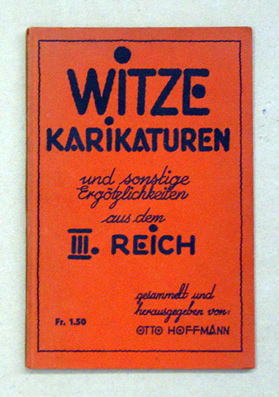 WITZE
KARIKATUREN
und sonstige
Ergötzlichkeiten
aus dem
III. REICH
gesammelt und
herausgegeben von:
OTTO HOFFMANN
Fr. 1.50